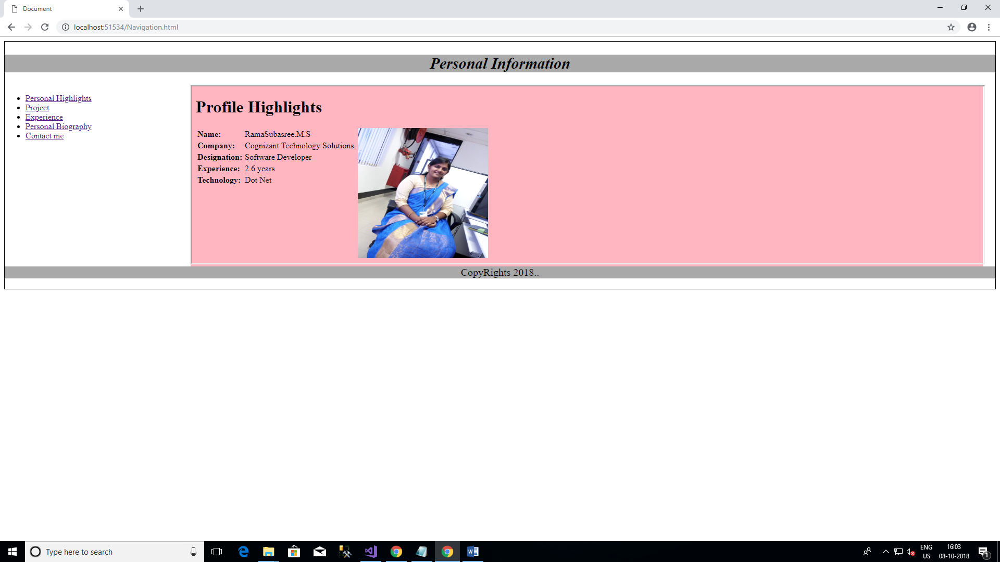 Document
localhost:51534/Navigation.html
Personal Information
Personal Highlights
Project
Experience
Personal Biography
Contact me
Profile Highlights
Name: RamaSubasree.M.S
Company: Cognizant Technology Solutions.
Designation: Software Developer
Experience: 2.6 years
Technology: Dot Net
CopyRights 2018..
Type here to search
ENG
US
16:03
08-10-2018
1